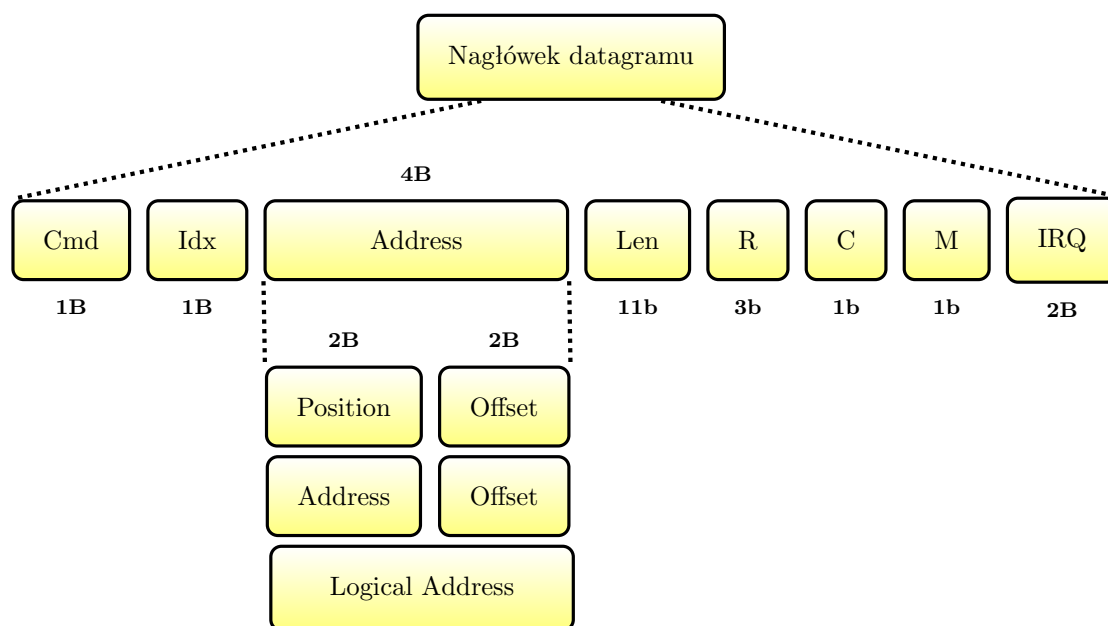 Nagłówek datagramu
4B
Cmd Idx Address Len R C M IRQ
1B 1B 11b 3b 1b 1b 2B
2B 2B
Position Offset
Address Offset
Logical Address